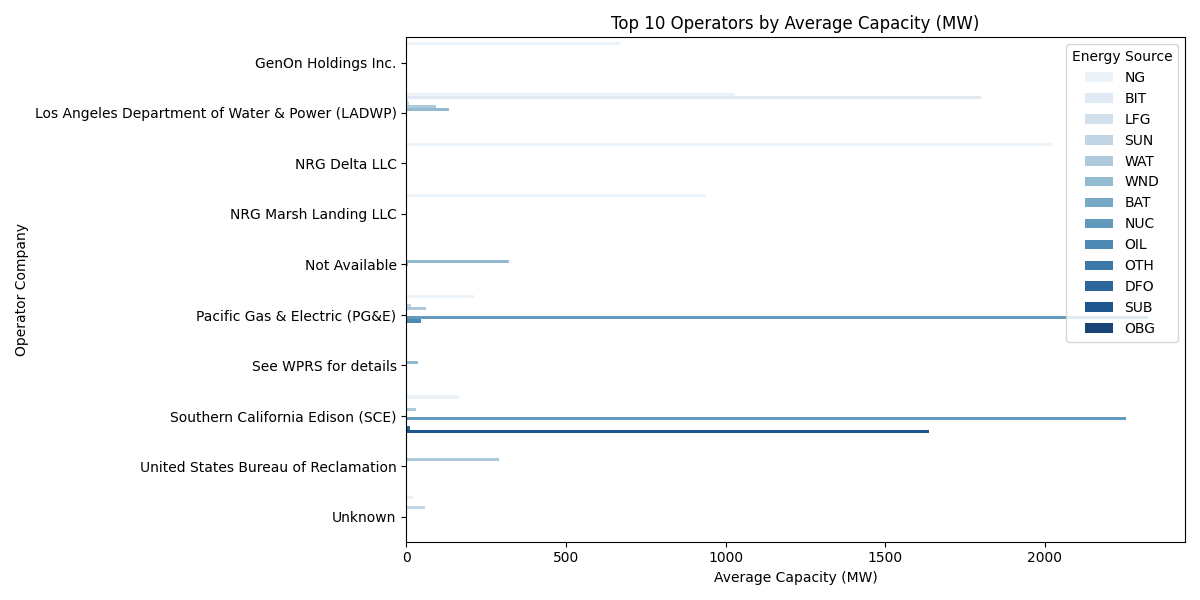 Top 10 Operators by Average Capacity (MW)
Operator Company
GenOn Holdings Inc.
Los Angeles Department of Water & Power (LADWP)
NRG Delta LLC
NRG Marsh Landing LLC
Not Available
Pacific Gas & Electric (PG&E)
See WPRS for details
Southern California Edison (SCE)
United States Bureau of Reclamation
Unknown
Energy Source
NG
BIT
LFG
SUN
WAT
WND
BAT
NUC
OIL
OTH
DFO
SUB
OBG
0 500 1000 1500 2000
Average Capacity (MW)